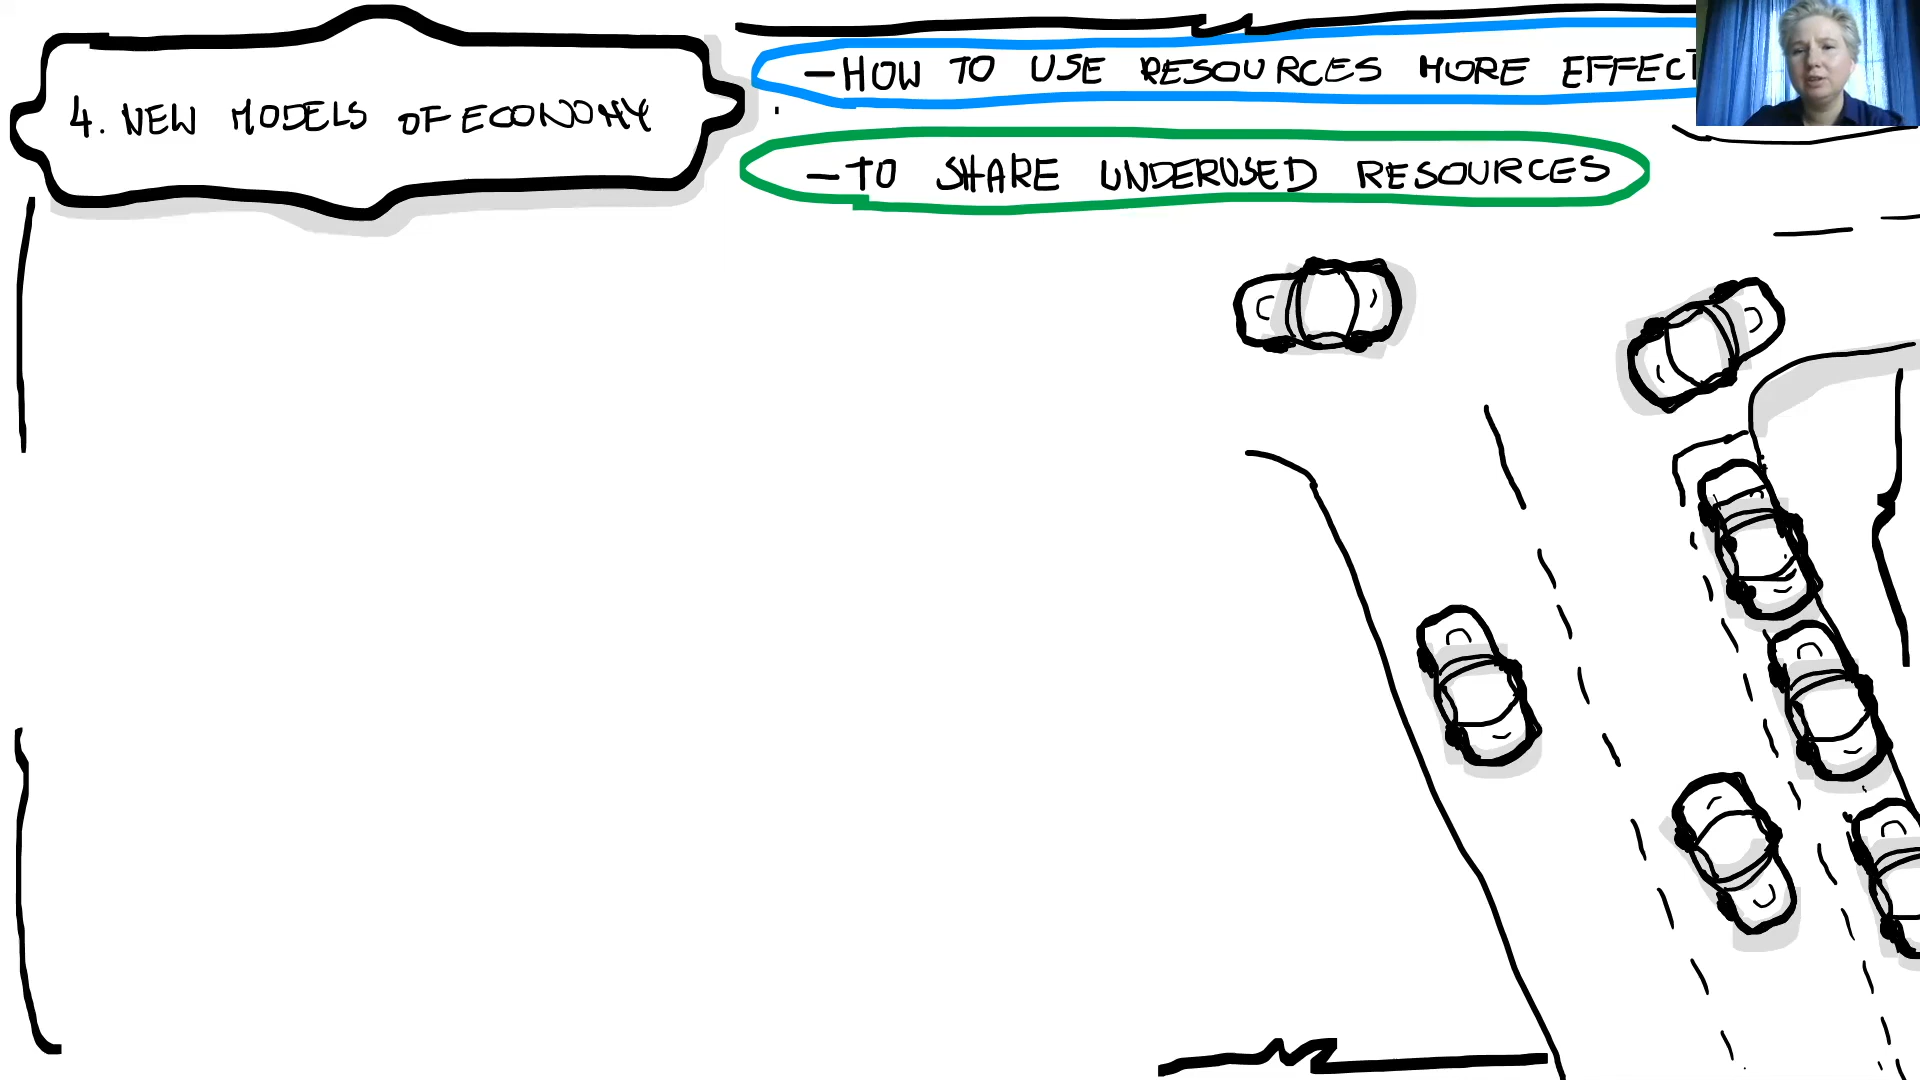 4. NEW MODELS OF ECONOMY
- HOW TO USE RESOURCES MORE
- TO SHARE UNDERUSED RESOURCES